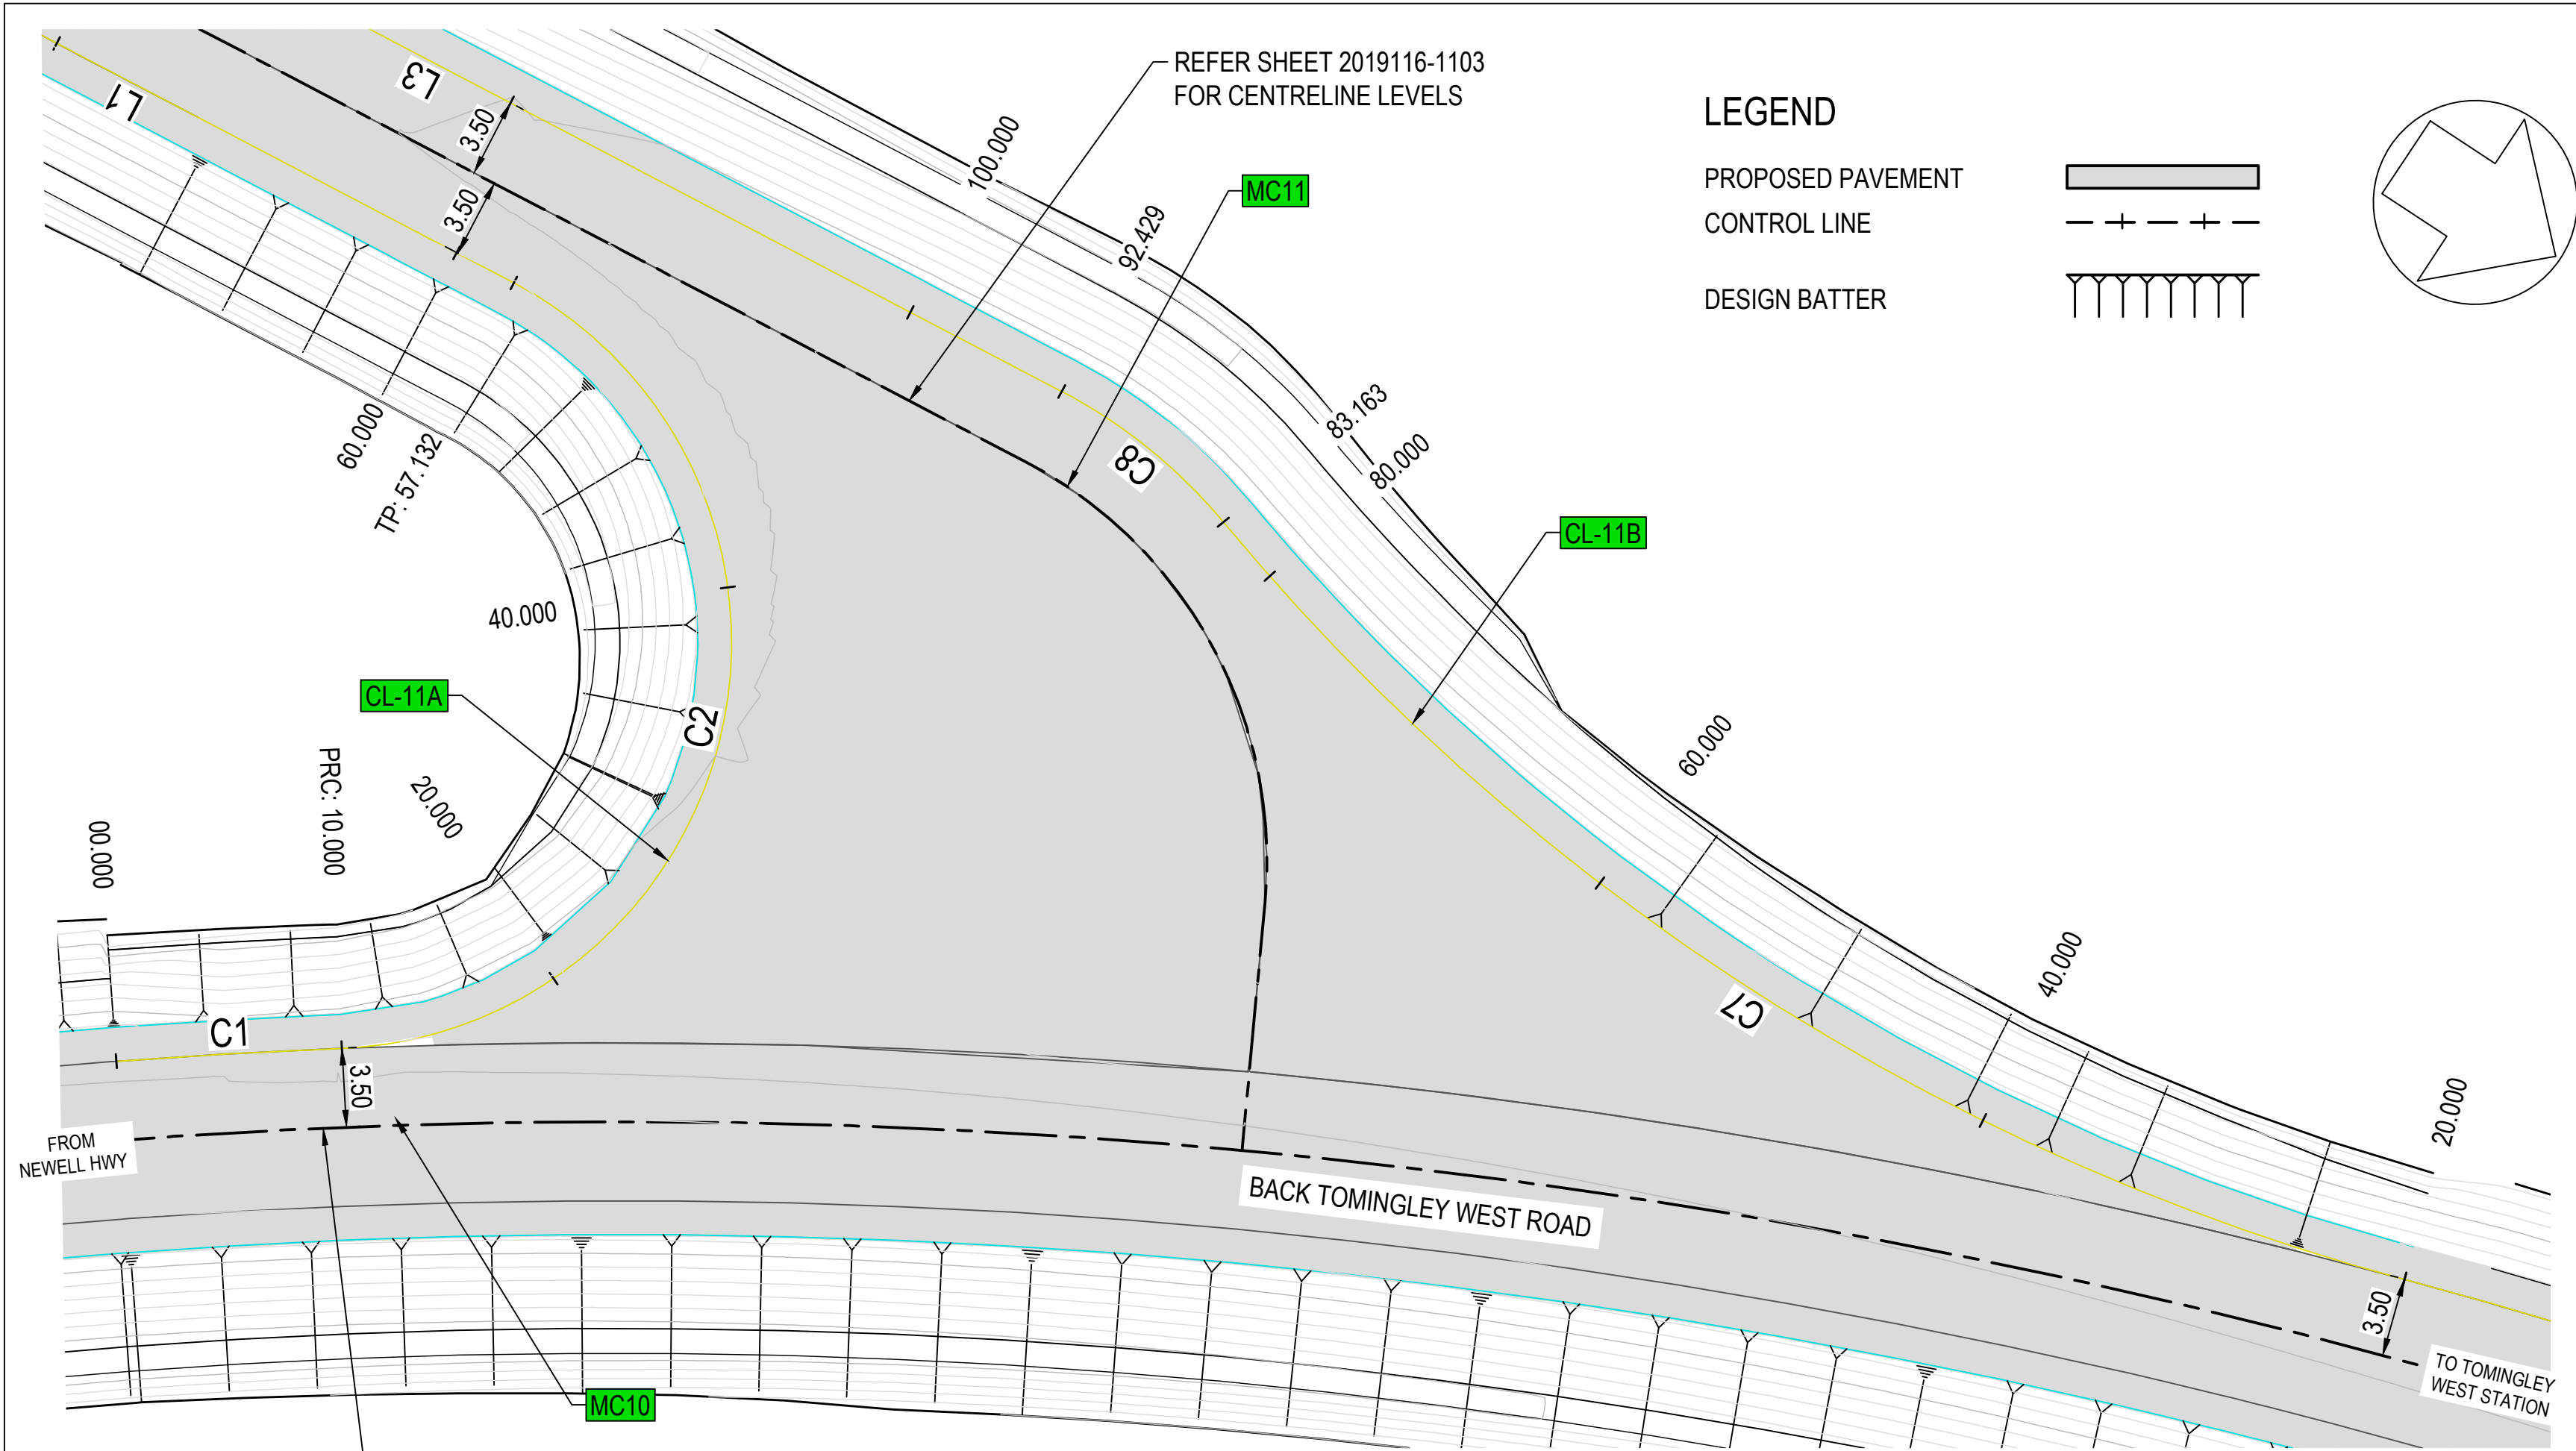 REFER SHEET 2019116-1103
FOR CENTRELINE LEVELS
LEGEND
PROPOSED PAVEMENT
CONTROL LINE
DESIGN BATTER
L3
L1
3.50
3.50
100.000
MC11
92.429
83.163
80.000
C8
CL-11B
60.000
TP: 57.132
40.000
CL-11A
C2
PRC: 10.000
20.000
00.000
C1
3.50
60.000
C7
40.000
20.000
FROM
NEWELL HWY
BACK TOMINGLEY WEST ROAD
3.50
TO TOMINGLEY
WEST STATION
MC10